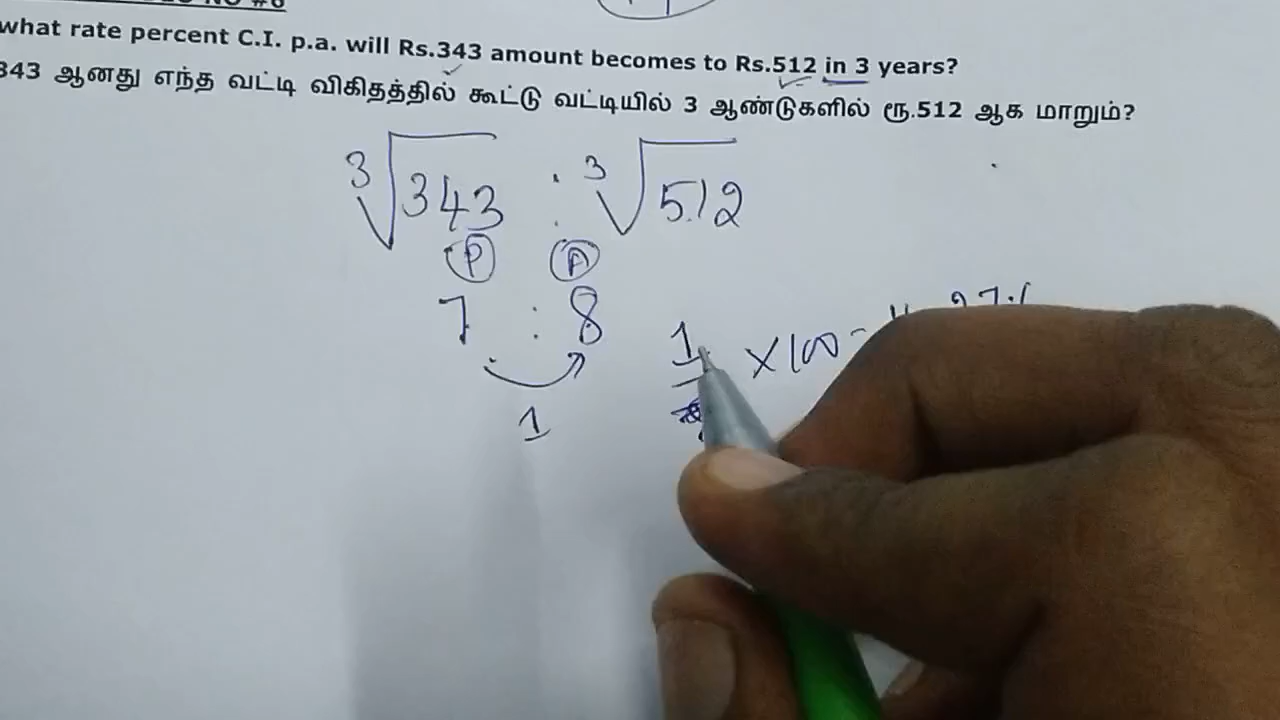 what rate percent C.I. p.a. will Rs.343 amount becomes to Rs.512 in 3 years?
343 ஆனது எந்த வட்டி விகிதத்தில் கூட்டு வட்டியில் 3 ஆண்டுகளில் ரூ.512 ஆக மாறும்?
3√343 : 3√512
P A
7 : 8
1 ×100
1